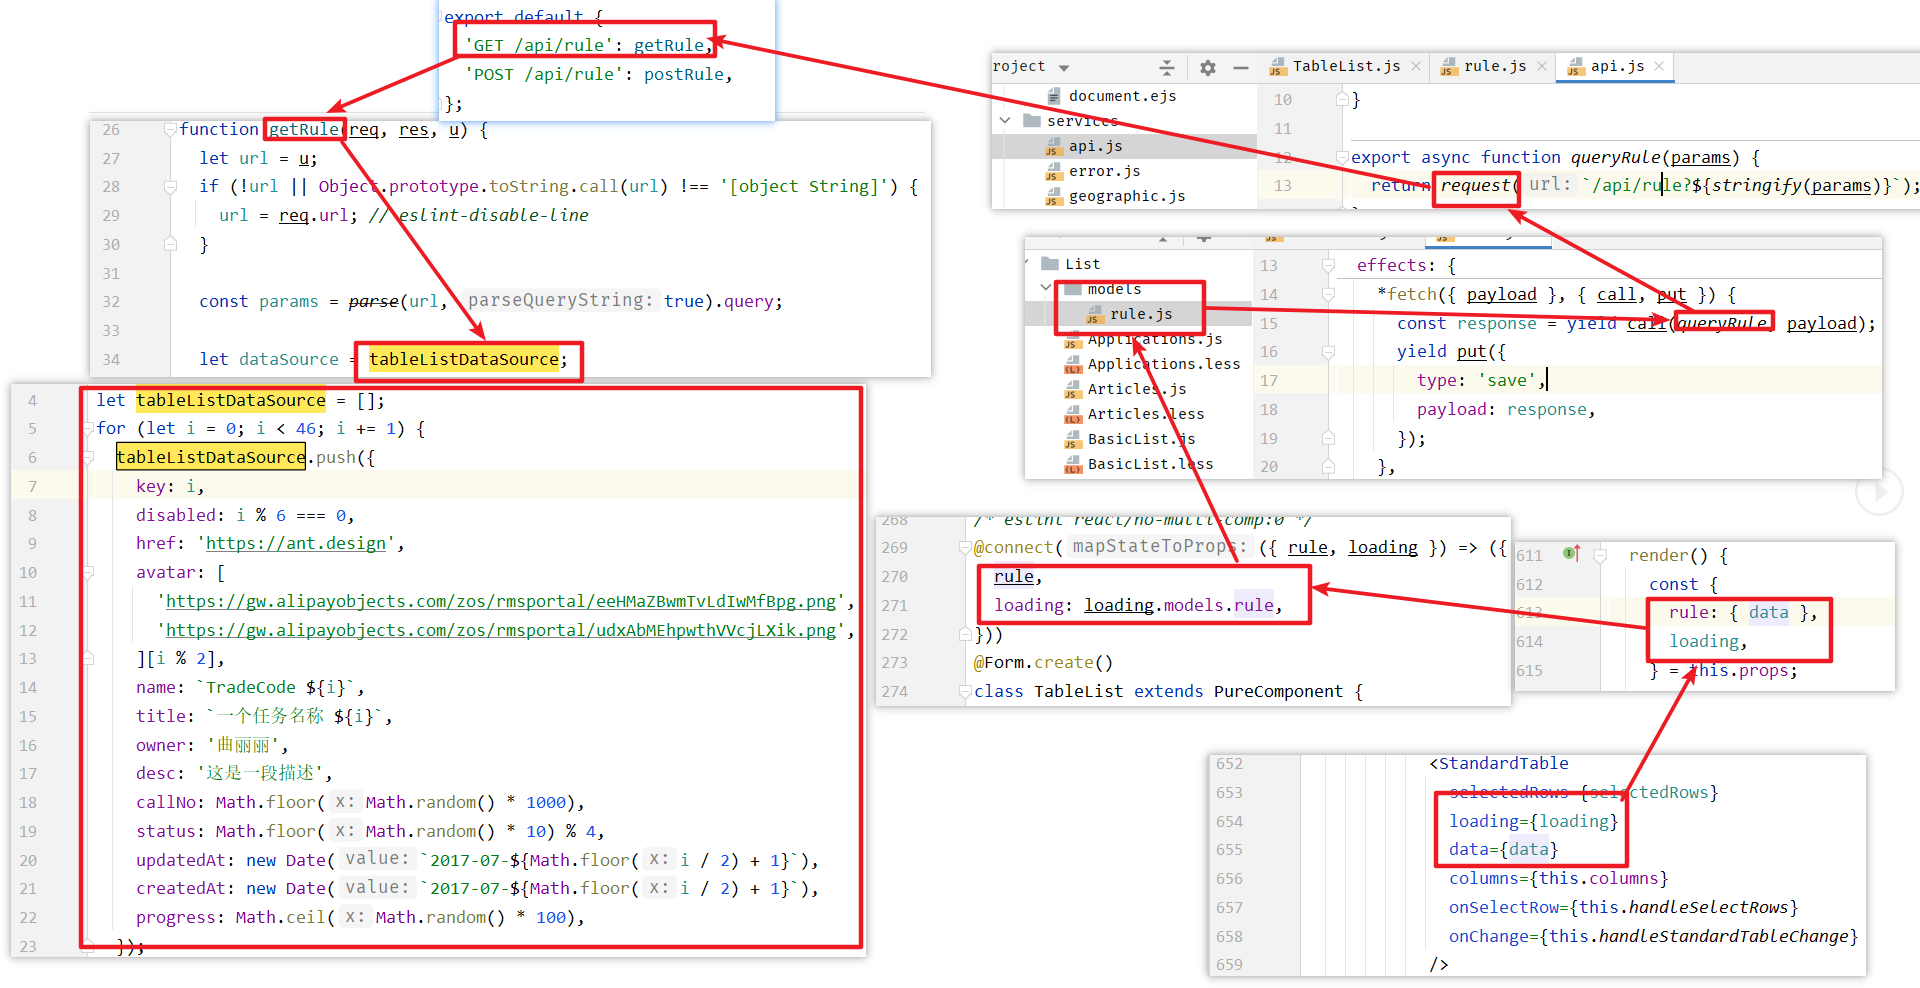 export default {
'GET /api/rule': getRule,
'POST /api/rule': postRule,
};
26 function getRule(req, res, u) {
27 let url = u;
28 if (!url || Object.prototype.toString.call(url) !== '[object String]') {
29 url = req.url; // eslint-disable-line
30 }
31
32 const params = parse(url, parseQueryString: true).query;
33
34 let dataSource = tableListDataSource;
4 let tableListDataSource = [];
5 for (let i = 0; i < 46; i += 1) {
6 tableListDataSource.push({
7 key: i,
8 disabled: i % 6 === 0,
9 href: 'https://ant.design',
10 avatar: [
11 'https://gw.alipayobjects.com/zos/rmsportal/eeHMaZBwmTvLdIwMfBpg.png',
12 'https://gw.alipayobjects.com/zos/rmsportal/udxAbMEhpwthVVcjLXik.png',
13 ][i % 2],
14 name: `TradeCode ${i}`,
15 title: `一个任务名称 ${i}`,
16 owner: '曲丽丽',
17 desc: '这是一段描述',
18 callNo: Math.floor( x: Math.random() * 1000),
19 status: Math.floor( x: Math.random() * 10) % 4,
20 updatedAt: new Date( value: `2017-07-${Math.floor( x: i / 2) + 1}`),
21 createdAt: new Date( value: `2017-07-${Math.floor( x: i / 2) + 1}`),
22 progress: Math.ceil( x: Math.random() * 100),
23 });
roject
TableList.js
rule.js
api.js
document.ejs
services
api.js
error.js
geographic.js
10 }
11
12 export async function queryRule(params) {
13 return request( url: `/api/rule?${stringify(params)}`);
List
models
rule.js
Applications.js
Applications.less
Articles.js
Articles.less
BasicList.js
BasicList.less
13 effects: {
14 *fetch({ payload }, { call, put }) {
15 const response = yield call(queryRule, payload);
16 yield put({
17 type: 'save',
18 payload: response,
19 });
20 },
268 /* eslint react/no-multi-comp:0 */
269 @connect( mapStateToProps: ({ rule, loading }) => ({
270 rule,
271 loading: loading.models.rule,
272 }))
273 @Form.create()
274 class TableList extends PureComponent {
611 render() {
612 const {
613 rule: { data },
614 loading,
615 } = this.props;
652 <StandardTable
653 selectedRows={selectedRows}
654 loading={loading}
655 data={data}
656 columns={this.columns}
657 onSelectRow={this.handleSelectRows}
658 onChange={this.handleStandardTableChange}
659 />